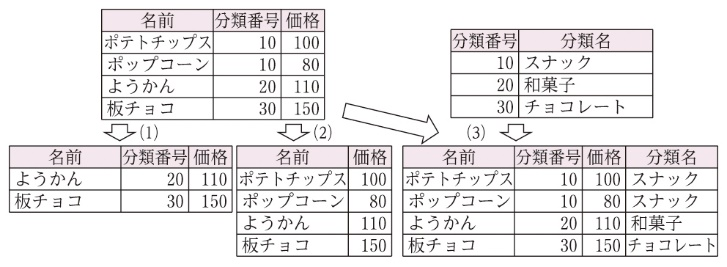 名前 分類番号 価格
ポテトチップス 10 100
ポップコーン 10 80
ようかん 20 110
板チョコ 30 150
分類番号 分類名
10 スナック
20 和菓子
30 チョコレート
(1)
(2)
(3)
名前 分類番号 価格
ようかん 20 110
板チョコ 30 150
名前 価格
ポテトチップス 100
ポップコーン 80
ようかん 110
板チョコ 150
名前 分類番号 価格 分類名
ポテトチップス 10 100 スナック
ポップコーン 10 80 スナック
ようかん 20 110 和菓子
板チョコ 30 150 チョコレート